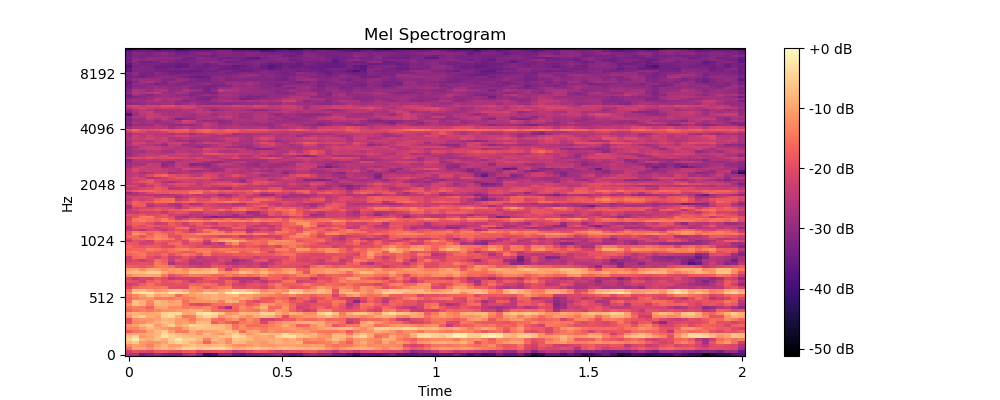 Mel Spectrogram
Hz
8192
4096
2048
1024
512
0
0
0.5
1
1.5
2
Time
+0 dB
-10 dB
-20 dB
-30 dB
-40 dB
-50 dB